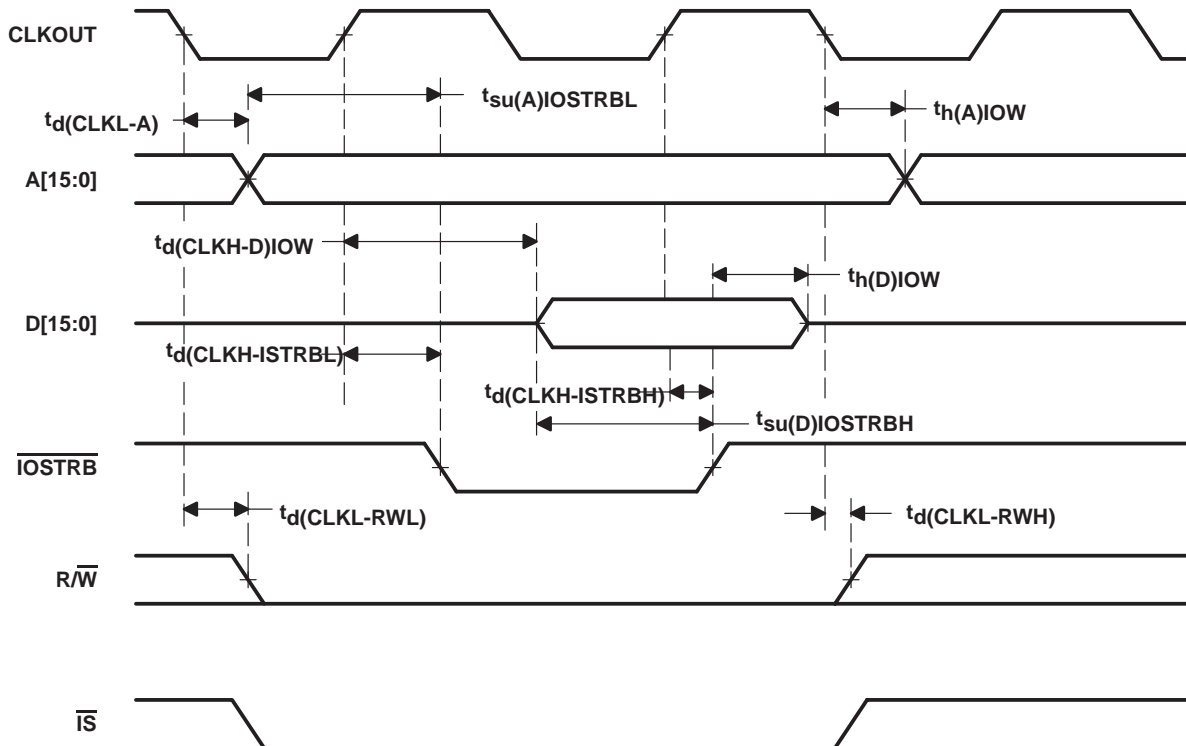 CLKOUT
tsu(A)IOSTRBL
td(CLKL-A)
th(A)IOW
A[15:0]
td(CLKH-D)IOW
th(D)IOW
D[15:0]
td(CLKH-ISTRBL)
td(CLKH-ISTRBH)
tsu(D)IOSTRBH
IOSTRB
td(CLKL-RWL)
td(CLKL-RWH)
R/W
IS